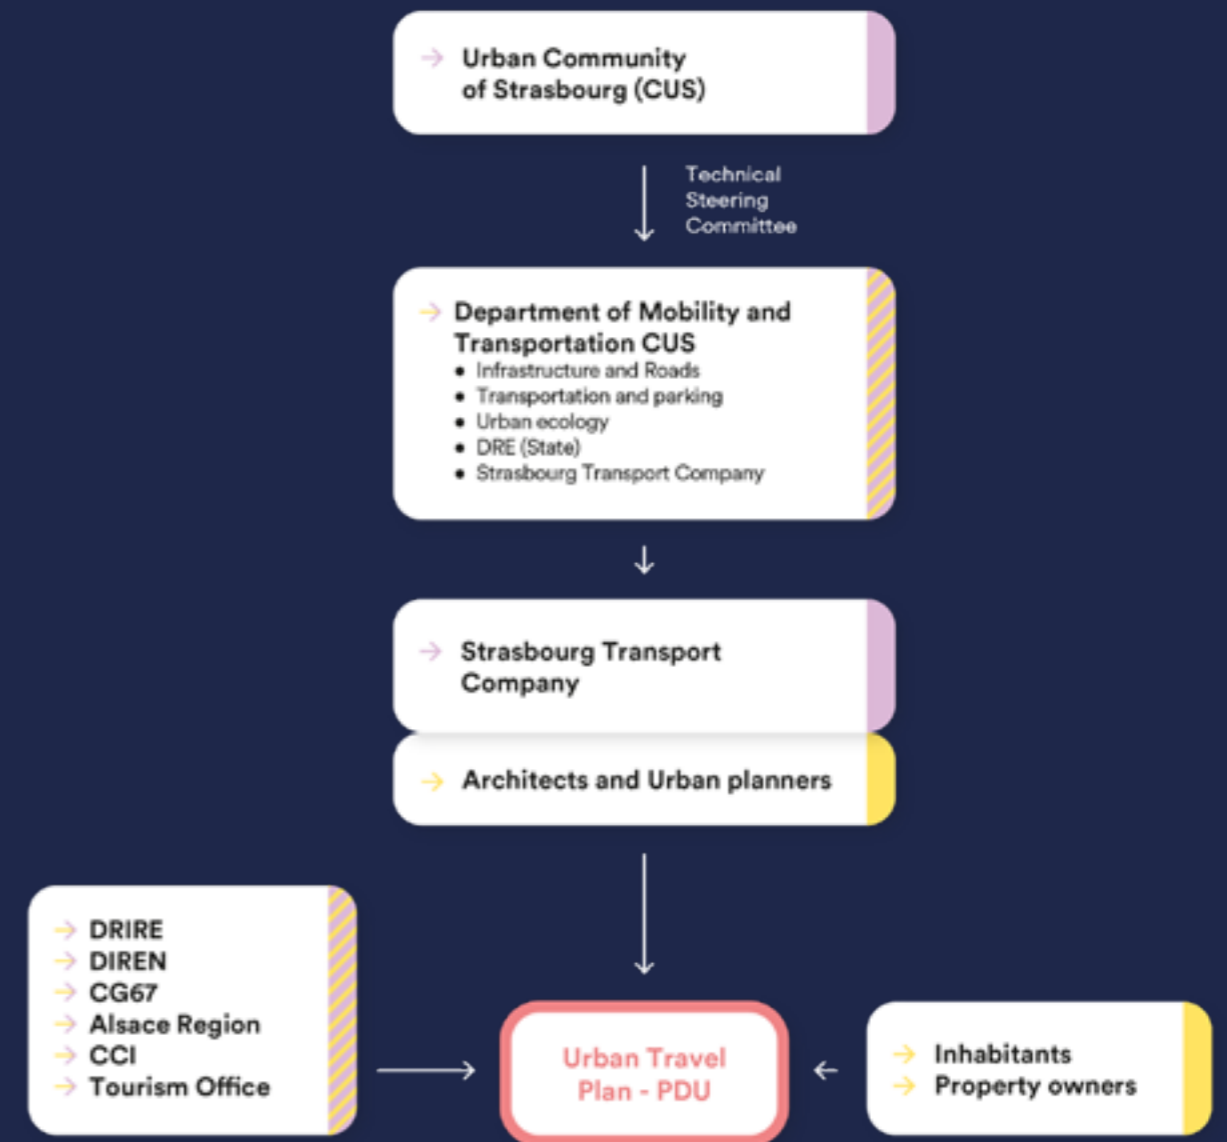 Urban Community
of Strasbourg (CUS)
Technical
Steering
Committee
Department of Mobility and
Transportation CUS
• Infrastructure and Roads
• Transportation and parking
• Urban ecology
• DRE (State)
• Strasbourg Transport Company
Strasbourg Transport
Company
Architects and Urban planners
DRIRE
DIREN
CG67
Alsace Region
CCI
Tourism Office
Urban Travel
Plan - PDU
Inhabitants
Property owners